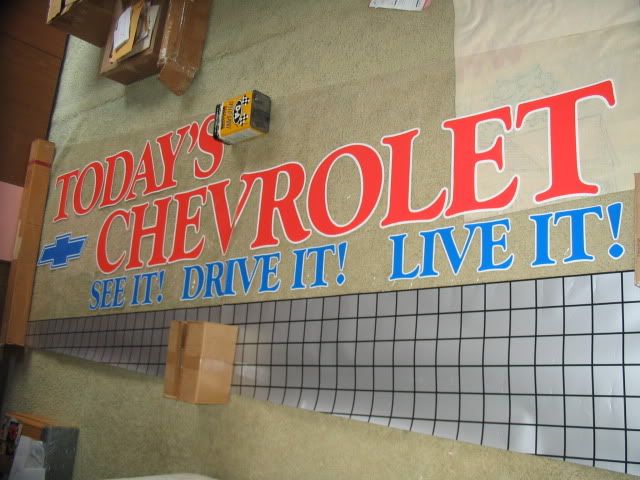 TODAY'S
CHEVROLET
SEE IT! DRIVE IT! LIVE IT!